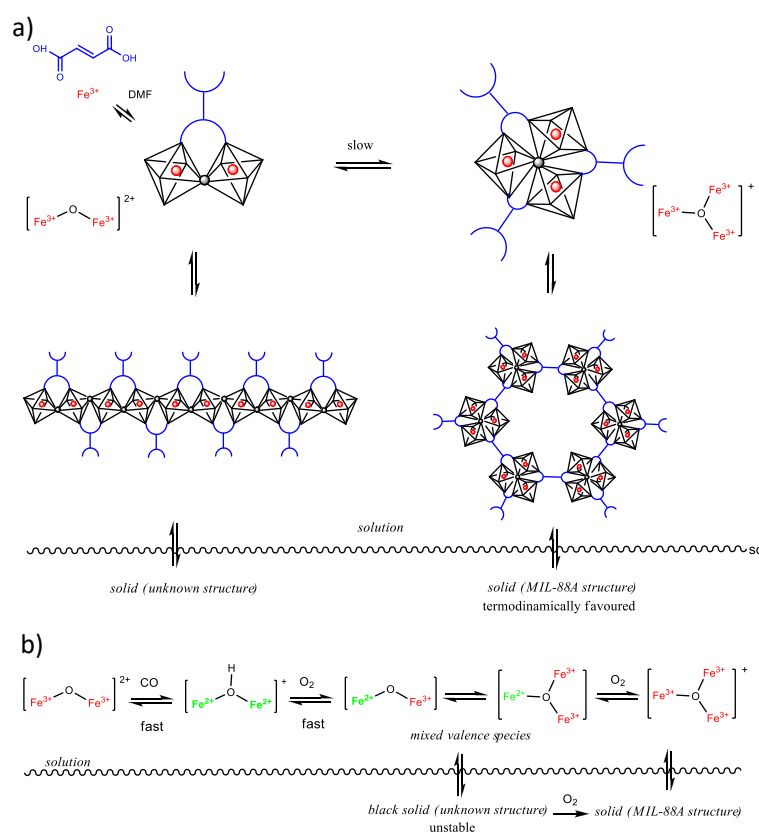 a)
O
OH
OH
O
Fe3+ DMF
slow
[Fe3+ O Fe3+]2+
[Fe3+ O Fe3+ Fe3+]+
solution
so
solid (unknown structure)
solid (MIL-88A structure)
termodinamically favoured
b)
[Fe3+ O Fe3+]2+
CO
fast
[Fe2+ O H Fe2+]+
O2
fast
[Fe2+ O Fe3+]
[Fe2+ O Fe3+ Fe3+]
O2
[Fe3+ O Fe3+ Fe3+]+
mixed valence species
solution
black solid (unknown structure)
unstable
O2
solid (MIL-88A structure)